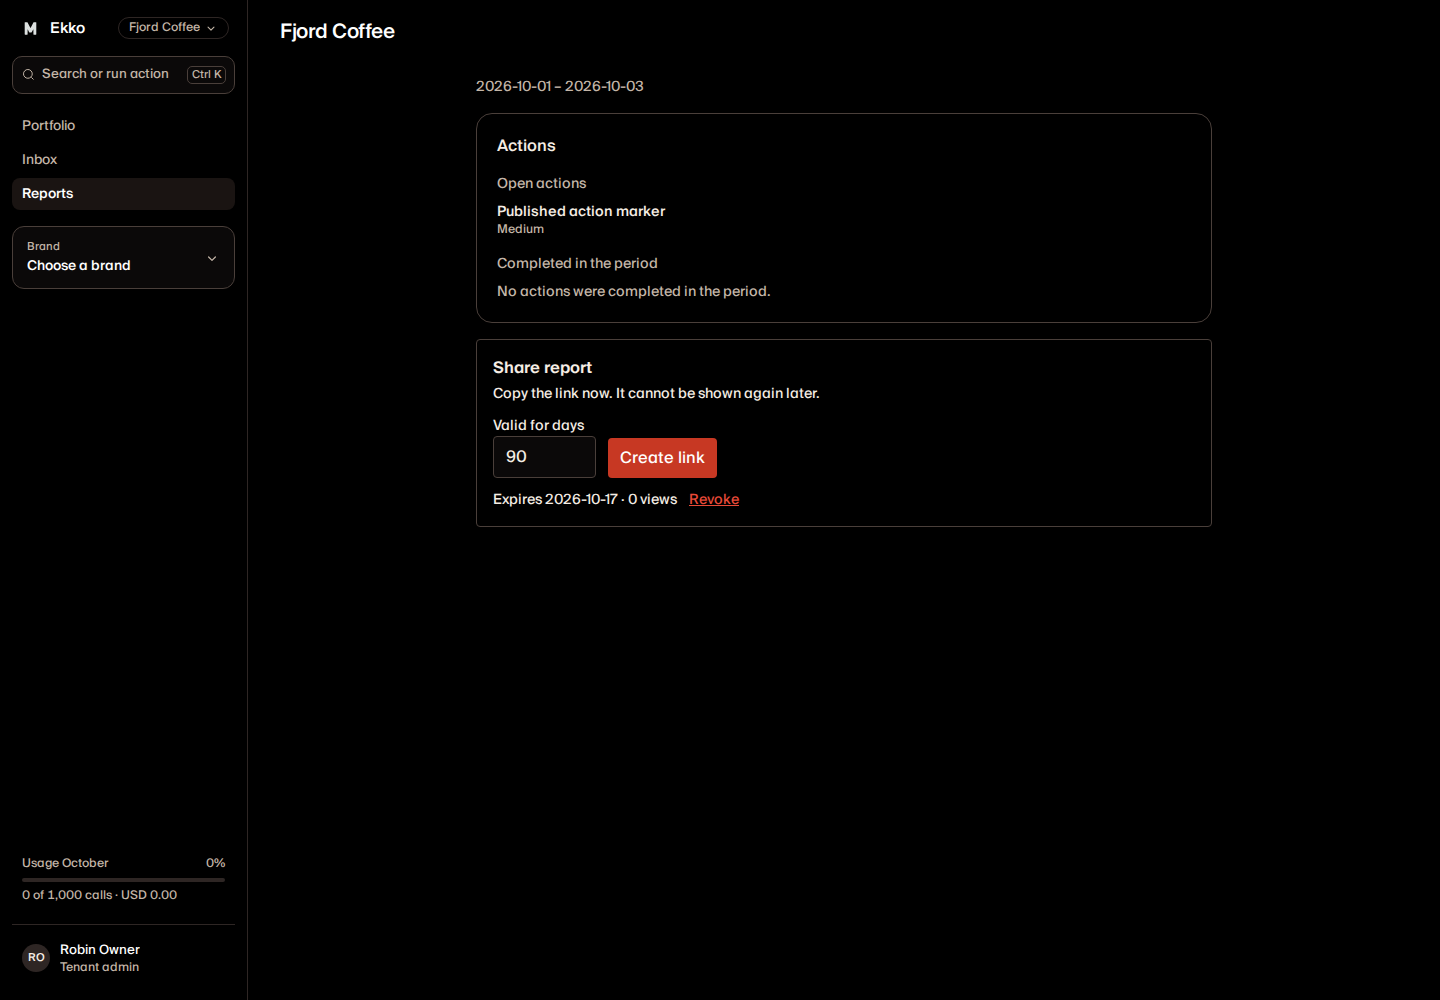 Ekko
Fjord Coffee
Search or run action
Ctrl K
Portfolio
Inbox
Reports
Brand
Choose a brand
Usage October
0%
0 of 1,000 calls · USD 0.00
RO
Robin Owner
Tenant admin
Fjord Coffee
2026-10-01 – 2026-10-03
Actions
Open actions
Published action marker
Medium
Completed in the period
No actions were completed in the period.
Share report
Copy the link now. It cannot be shown again later.
Valid for days
90
Create link
Expires 2026-10-17 · 0 views
Revoke